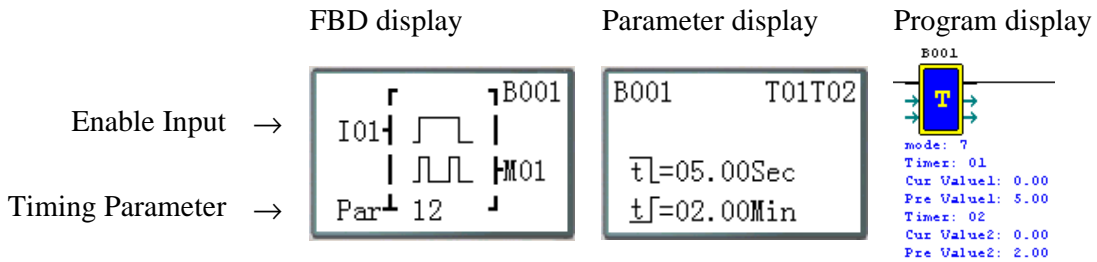 FBD display
Parameter display
Program display
Enable Input →
Timing Parameter →
B001
I01
M01
Par 12
B001 T01T02
t=05.00Sec
t=02.00Min
B001
T
mode: 7
Timer: 01
Cur Value1: 0.00
Pre Value1: 5.00
Timer: 02
Cur Value2: 0.00
Pre Value2: 2.00